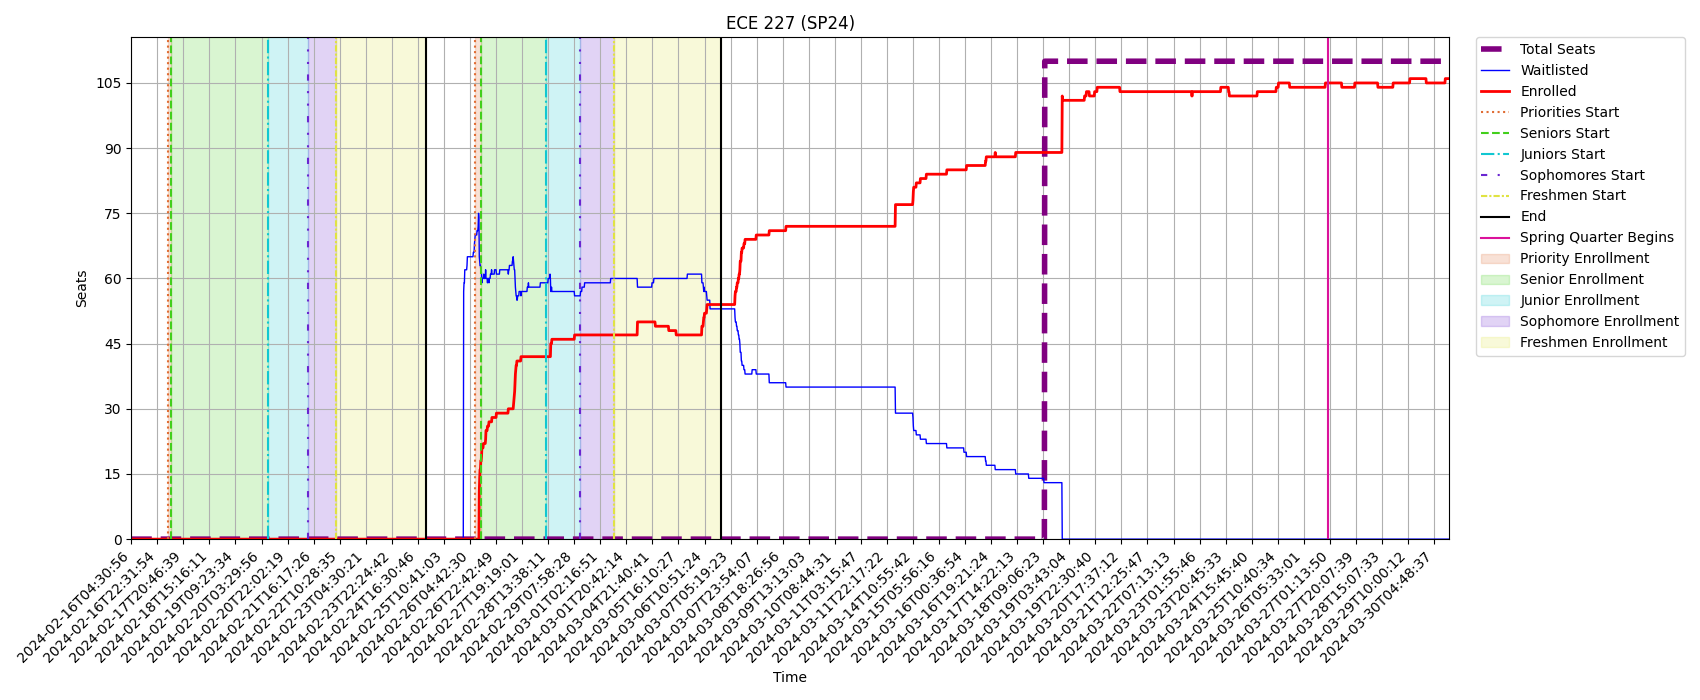 ECE 227 (SP24)
Total Seats
Waitlisted
Enrolled
Priorities Start
Seniors Start
Juniors Start
Sophomores Start
Freshmen Start
End
Spring Quarter Begins
Priority Enrollment
Senior Enrollment
Junior Enrollment
Sophomore Enrollment
Freshmen Enrollment
Seats
105
90
75
60
45
30
15
0
2024-02-16T04:30:56
2024-02-16T22:31:54
2024-02-17T20:46:39
2024-02-18T15:16:11
2024-02-19T09:23:34
2024-02-20T03:29:56
2024-02-20T22:02:19
2024-02-21T16:17:26
2024-02-22T10:28:35
2024-02-23T04:30:21
2024-02-23T22:24:42
2024-02-24T16:30:46
2024-02-25T10:41:03
2024-02-26T04:42:30
2024-02-26T22:42:49
2024-02-27T19:19:01
2024-02-28T13:38:11
2024-02-29T07:58:28
2024-03-01T02:16:51
2024-03-01T20:42:14
2024-03-04T21:40:41
2024-03-05T16:10:27
2024-03-06T10:51:24
2024-03-07T05:19:23
2024-03-07T23:54:07
2024-03-08T18:26:56
2024-03-09T13:13:03
2024-03-10T08:44:31
2024-03-11T03:15:47
2024-03-11T22:17:22
2024-03-14T10:55:42
2024-03-15T05:56:16
2024-03-16T00:36:54
2024-03-16T19:21:24
2024-03-17T14:22:13
2024-03-18T09:06:23
2024-03-19T03:43:04
2024-03-19T22:30:40
2024-03-20T17:37:12
2024-03-21T12:25:47
2024-03-22T07:13:13
2024-03-23T01:55:46
2024-03-23T20:45:33
2024-03-24T15:45:40
2024-03-25T10:40:34
2024-03-26T05:33:01
2024-03-27T01:13:50
2024-03-27T20:07:39
2024-03-28T15:07:33
2024-03-29T10:00:12
2024-03-30T04:48:37
Time